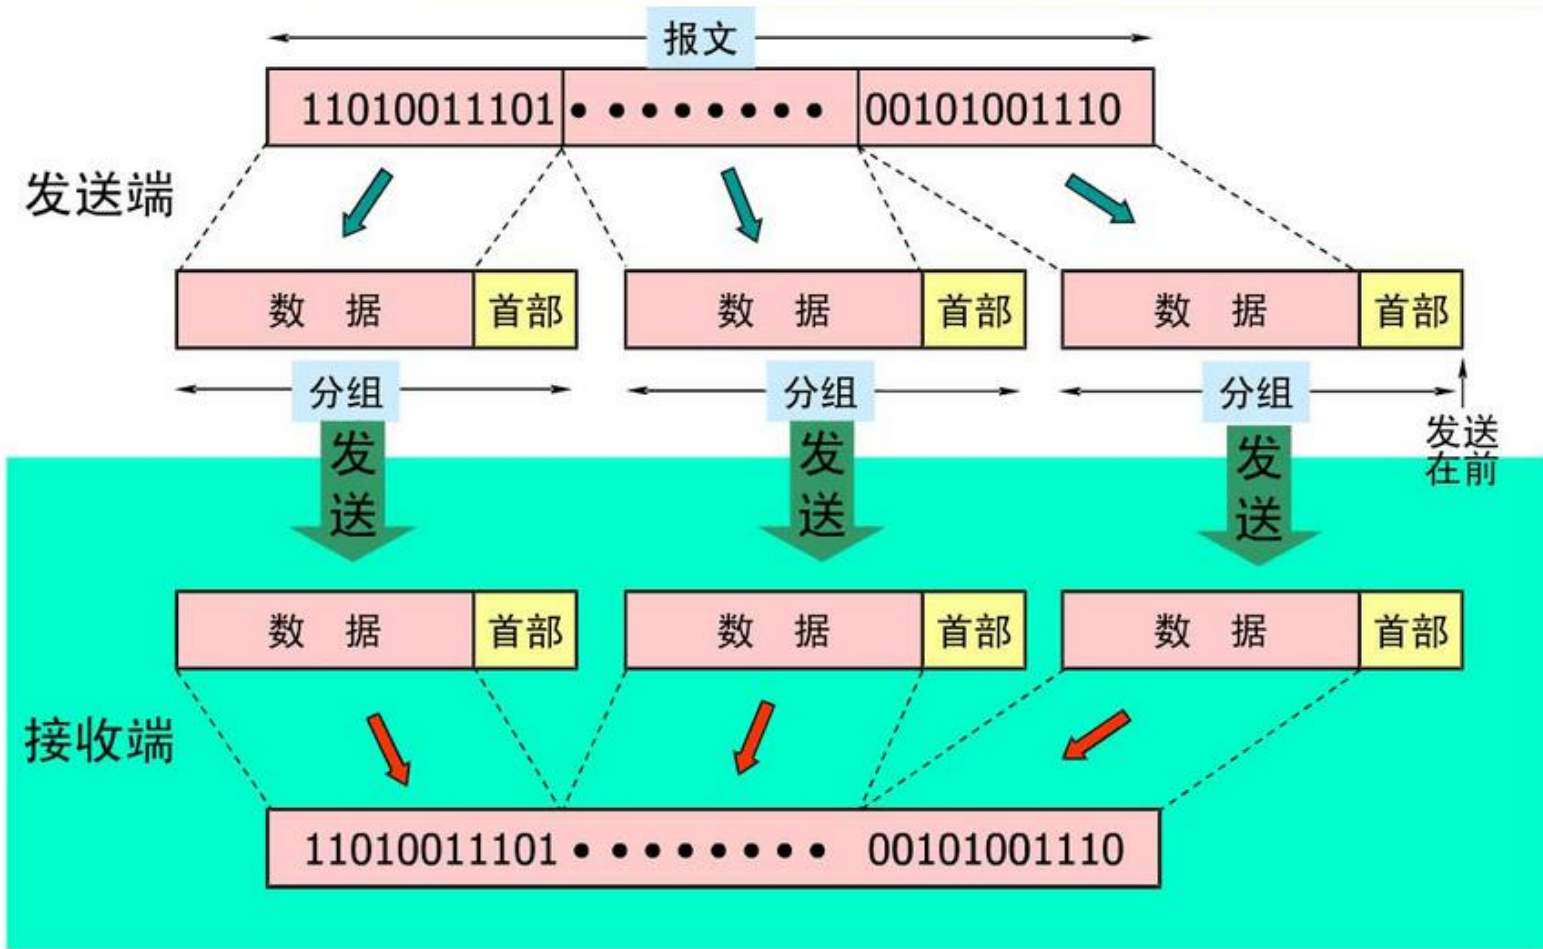 报文
11010011101 • • • • • • • • 00101001110
发送端
数 据 首部 数 据 首部 数 据 首部
分组 分组 分组
发送 发送 发送
发送
在前
数 据 首部 数 据 首部 数 据 首部
接收端
11010011101 • • • • • • • • 00101001110